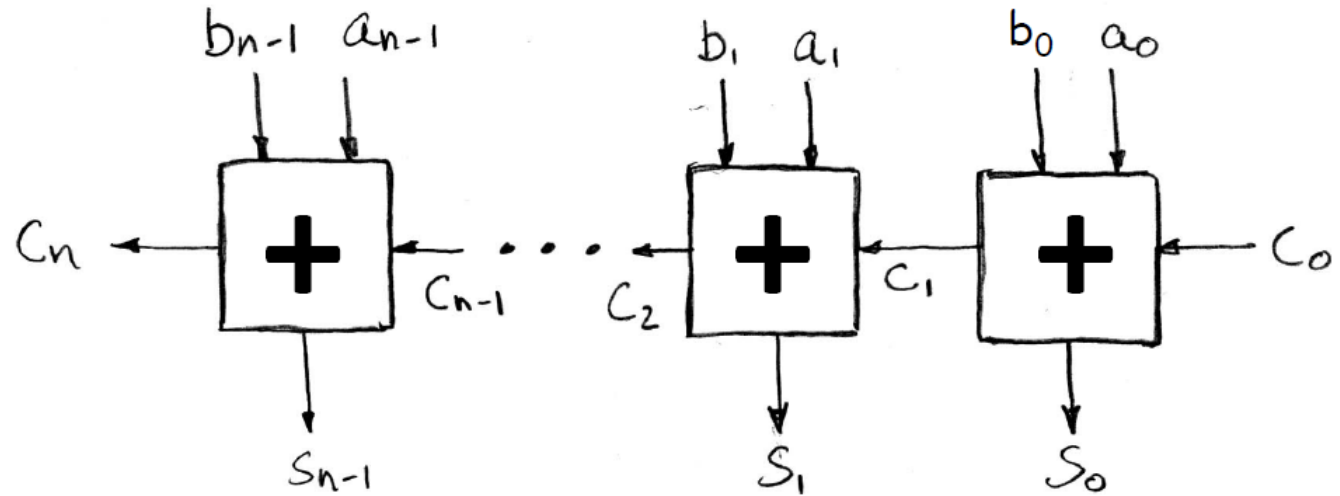 bn-1 an-1 b1 a1 b0 a0
+ + +
Cn Cn-1 ... C2 C1 C0
Sn-1 S1 S0